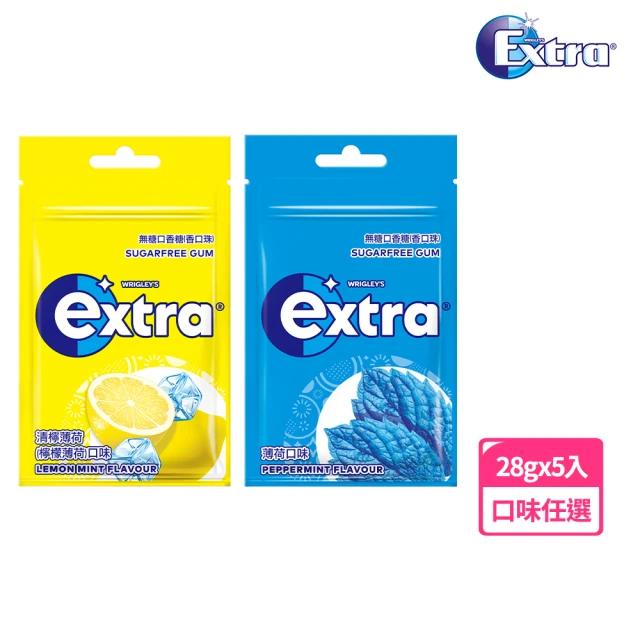 WRIGLEY'S
Extra®
無糖口香糖(香口珠)
SUGARFREE GUM
WRIGLEY'S
extra®
清檸薄荷
(檸檬薄荷)口味
LEMON MINT FLAVOUR
無糖口香糖(香口珠)
SUGARFREE GUM
WRIGLEY'S
extra®
薄荷口味
PEPPERMINT FLAVOUR
28gx5入
口味任選